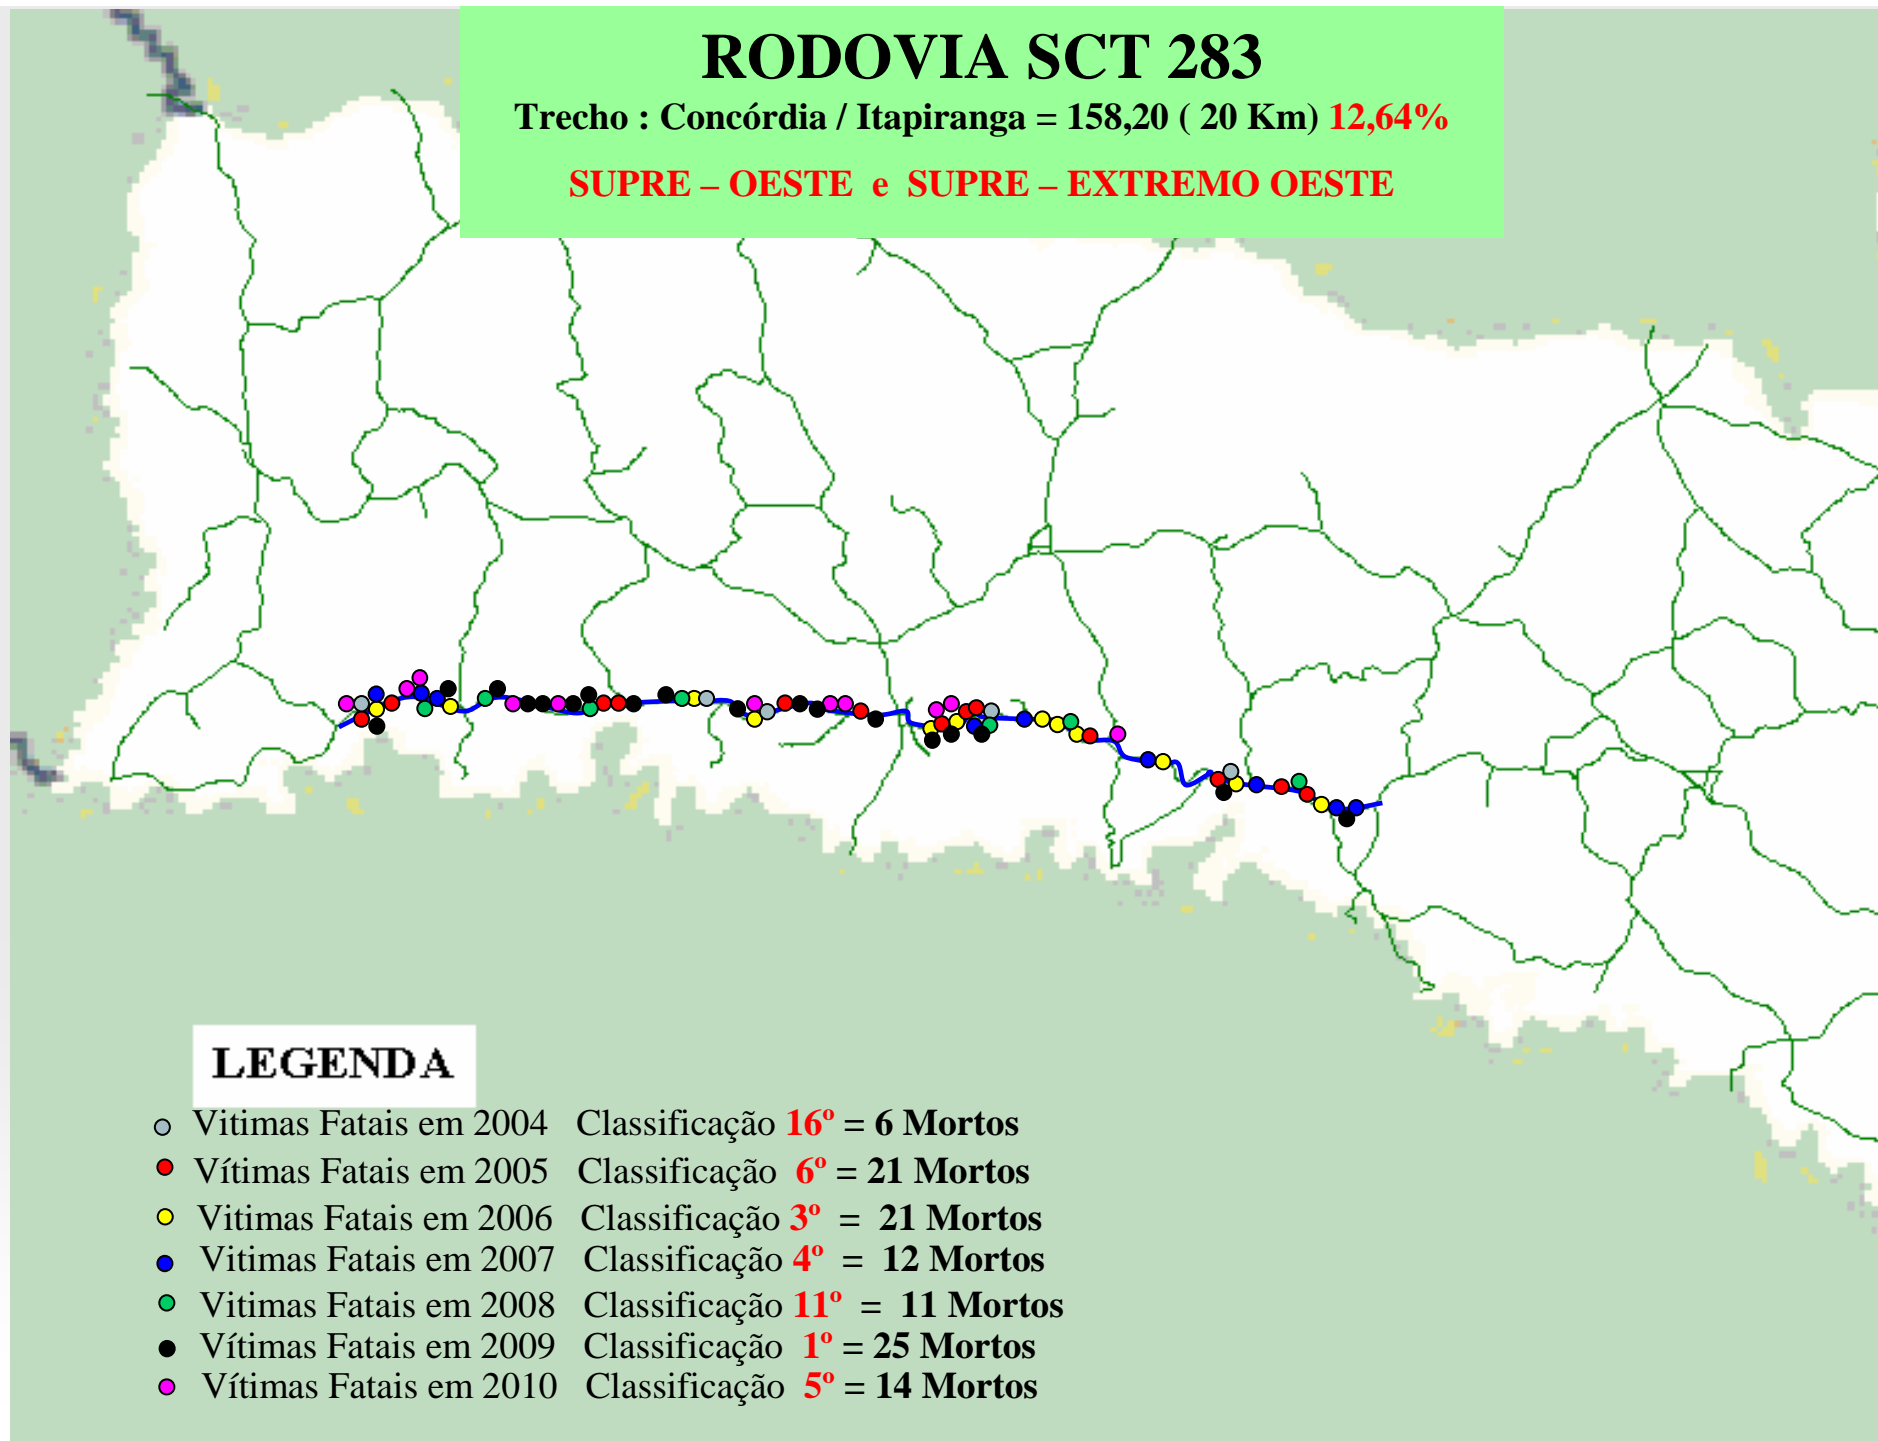 RODOVIA SCT 283
Trecho : Concórdia / Itapiranga = 158,20 ( 20 Km) 12,64%
SUPRE – OESTE e SUPRE – EXTREMO OESTE
LEGENDA
Vitimas Fatais em 2004 Classificação 16º = 6 Mortos
Vítimas Fatais em 2005 Classificação 6º = 21 Mortos
Vitimas Fatais em 2006 Classificação 3º = 21 Mortos
Vitimas Fatais em 2007 Classificação 4º = 12 Mortos
Vitimas Fatais em 2008 Classificação 11º = 11 Mortos
Vítimas Fatais em 2009 Classificação 1º = 25 Mortos
Vítimas Fatais em 2010 Classificação 5º = 14 Mortos